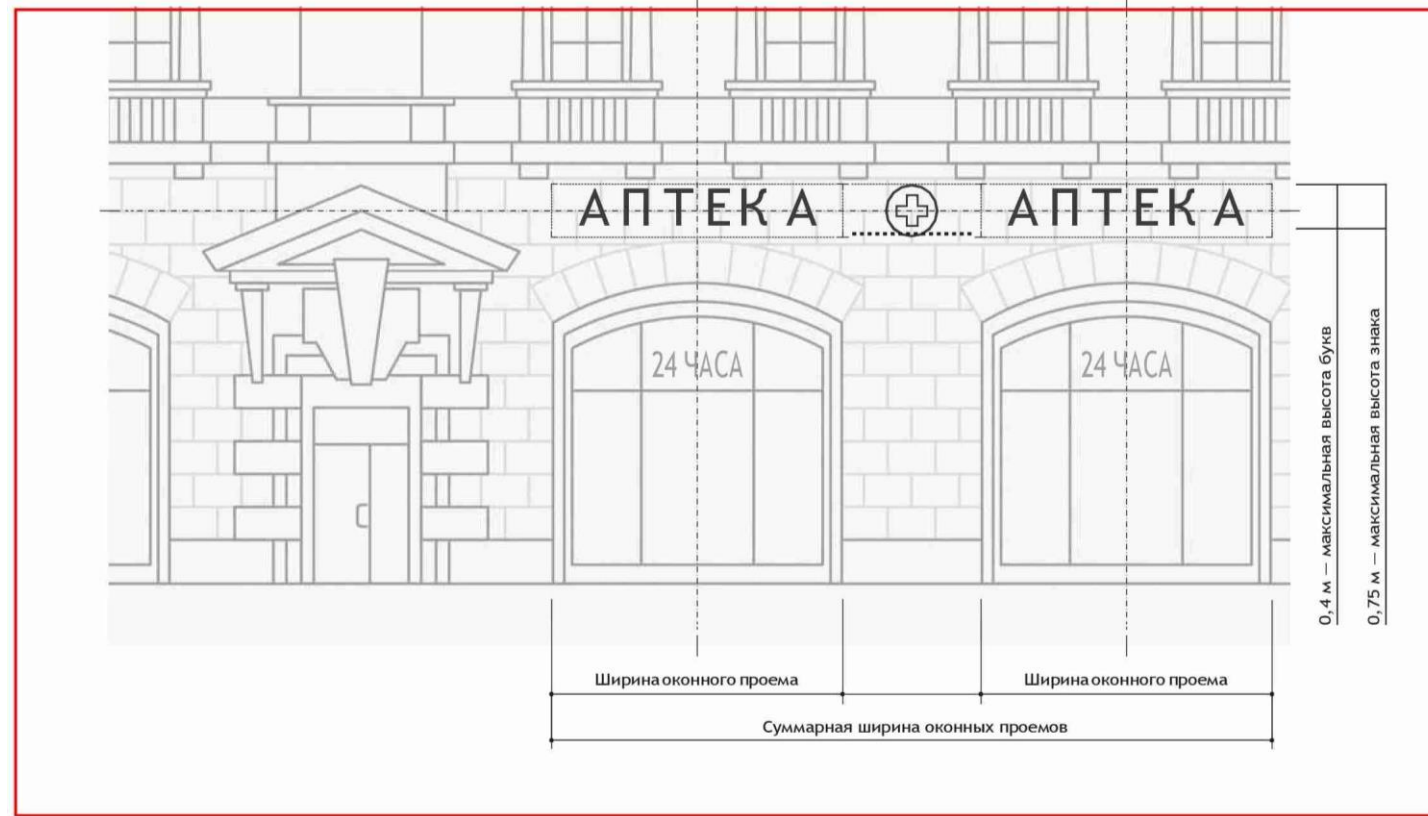 АПТЕКА АПТЕКА
24 ЧАСА 24 ЧАСА
0,4 м — максимальная высота букв
0,75 м — максимальная высота знака
Ширина оконного проема Ширина оконного проема
Суммарная ширина оконных проемов